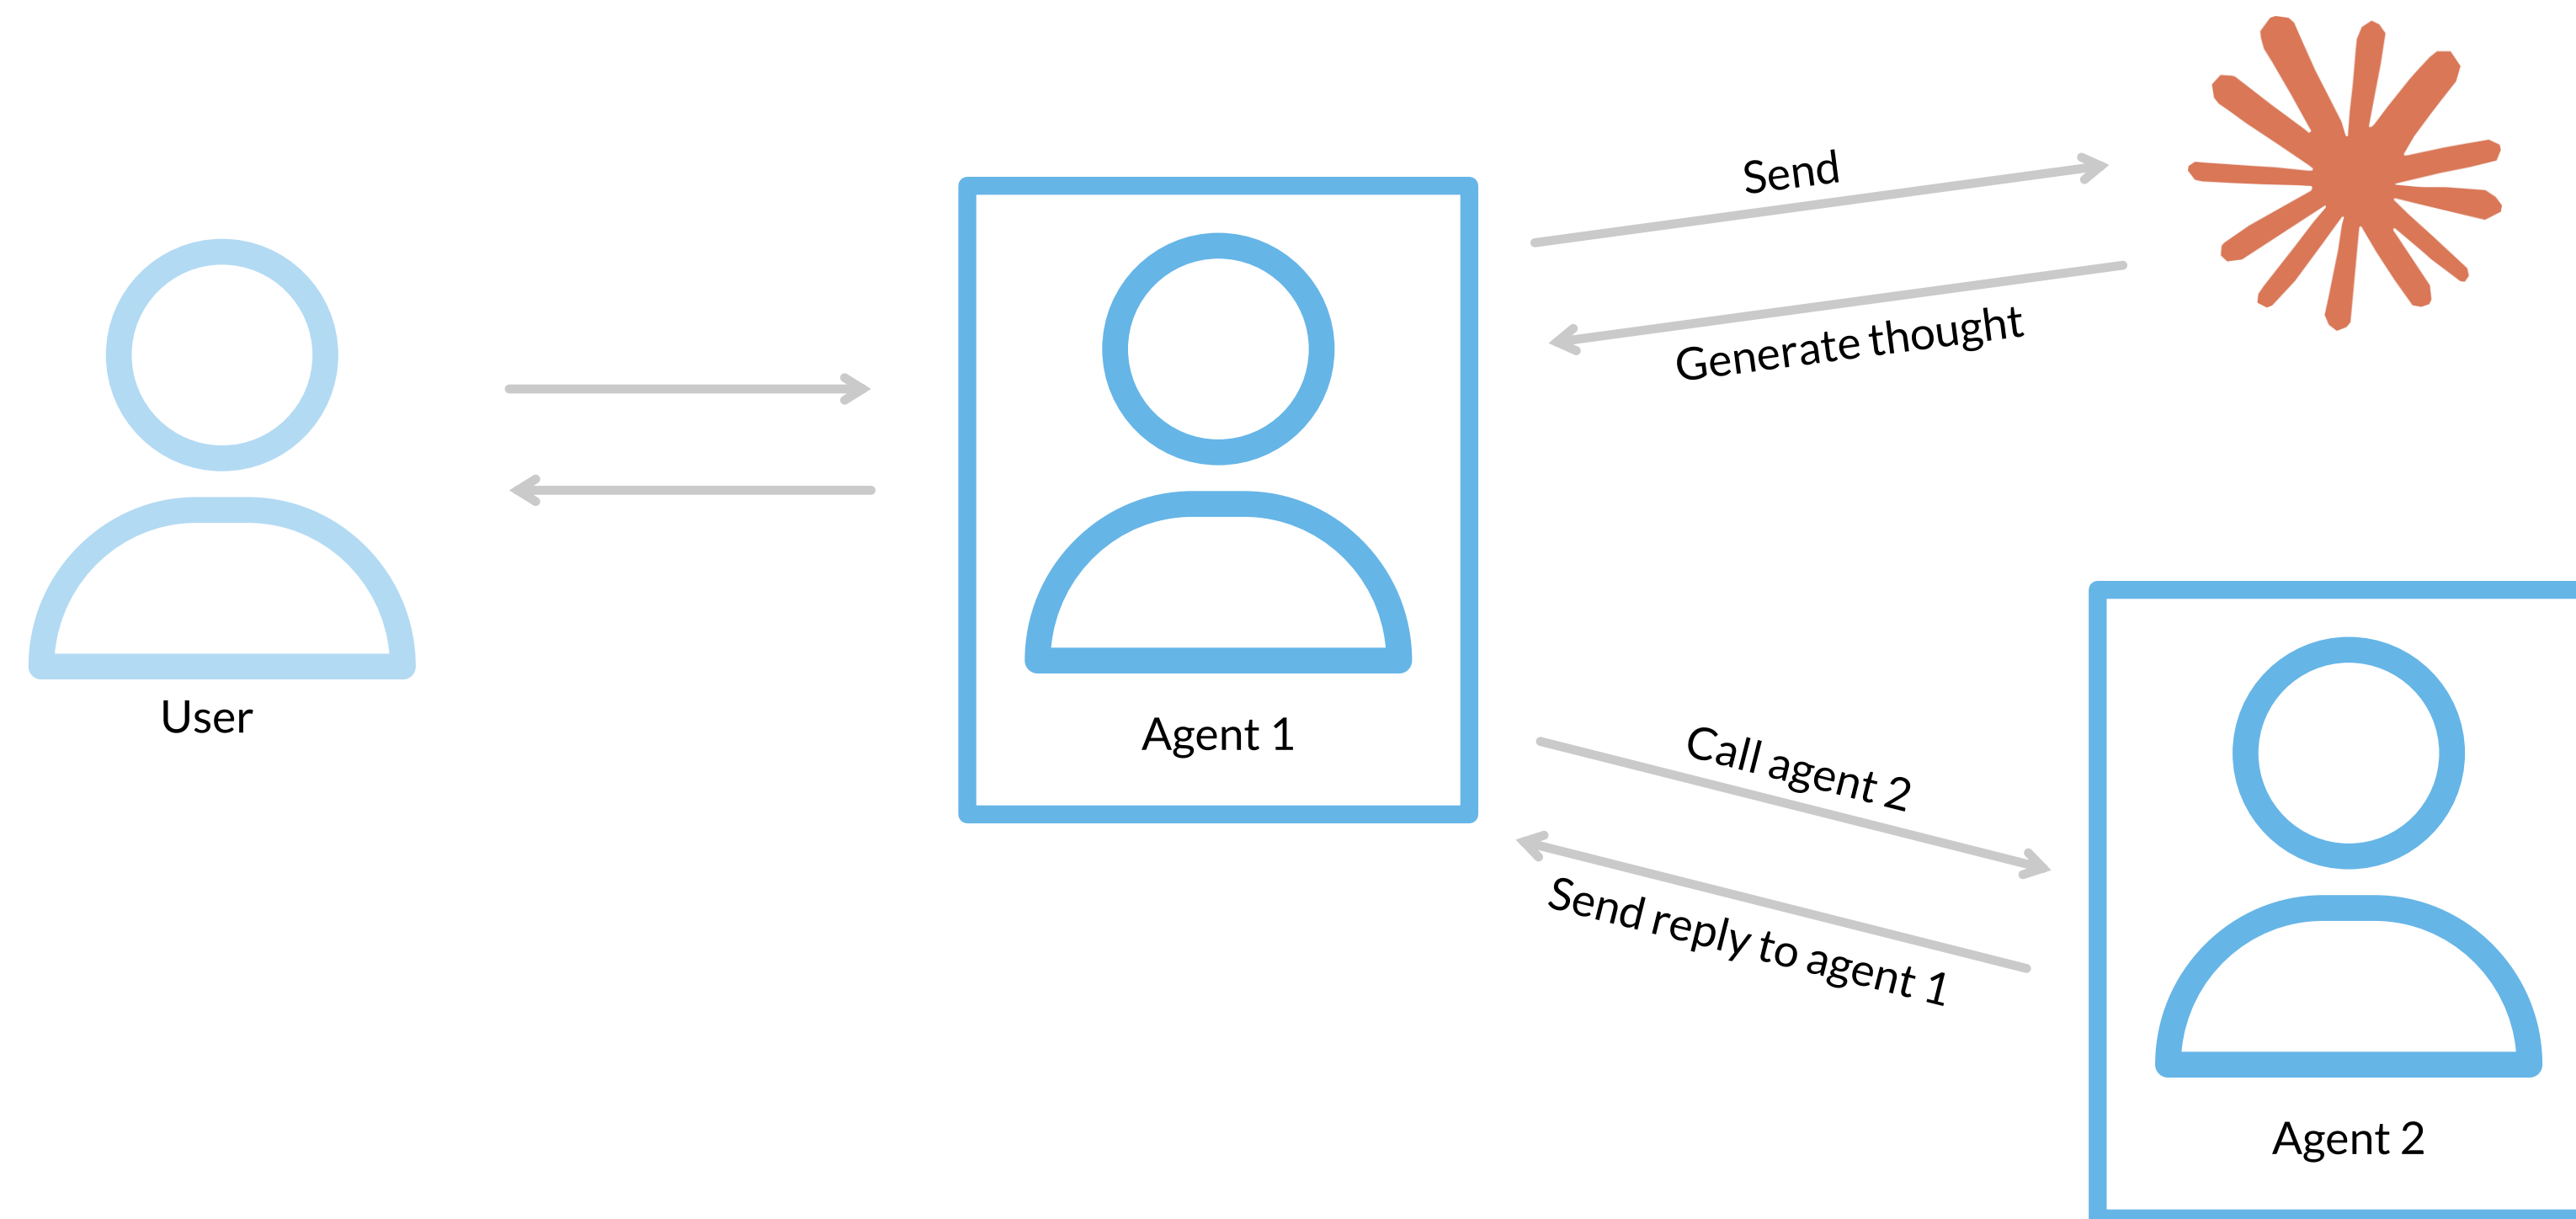 Send
Generate thought
User
Agent 1
Call agent 2
Send reply to agent 1
Agent 2